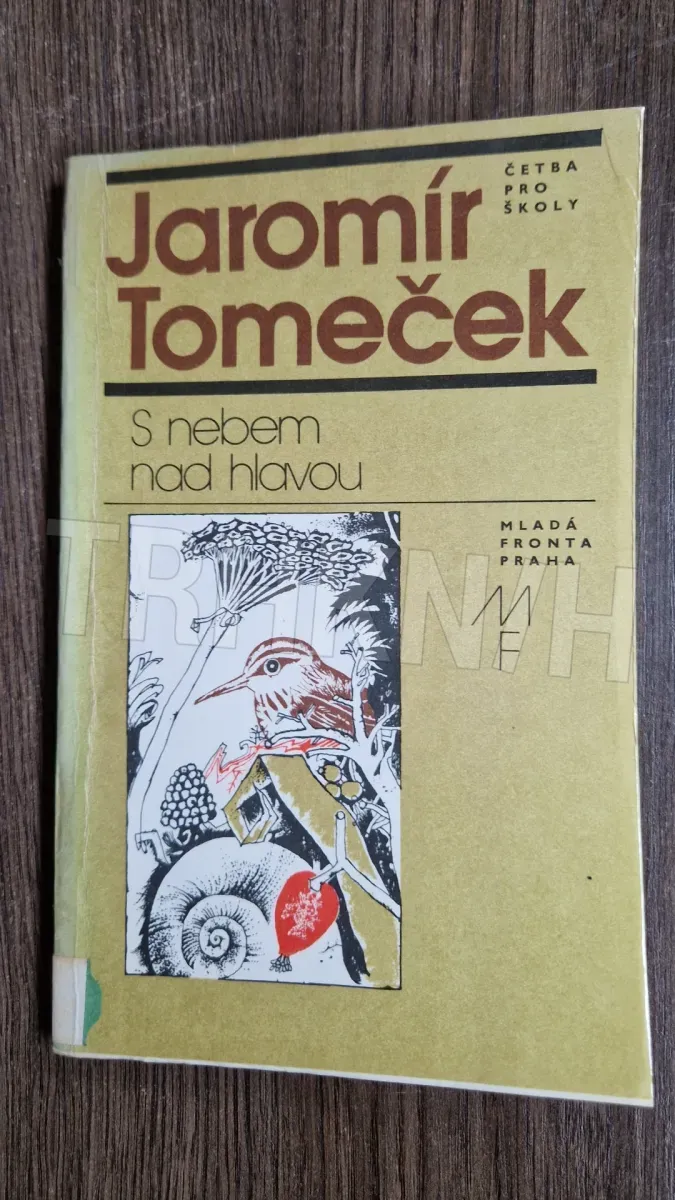 ČETBA
PRO
ŠKOLY
Jaromír
Tomeček
S nebem
nad hlavou
MLADÁ
FRONTA
PRAHA
MF